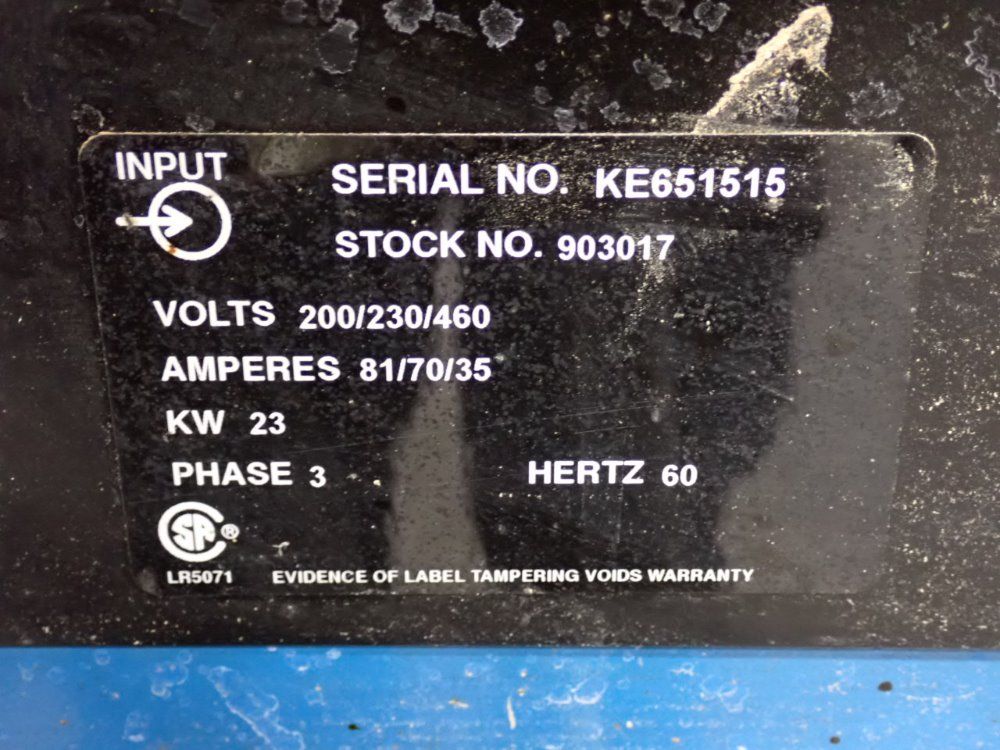 INPUT
SERIAL NO. KE651515
STOCK NO. 903017
VOLTS 200/230/460
AMPERES 81/70/35
KW 23
PHASE 3 HERTZ 60
SA ®
LR5071 EVIDENCE OF LABEL TAMPERING VOIDS WARRANTY